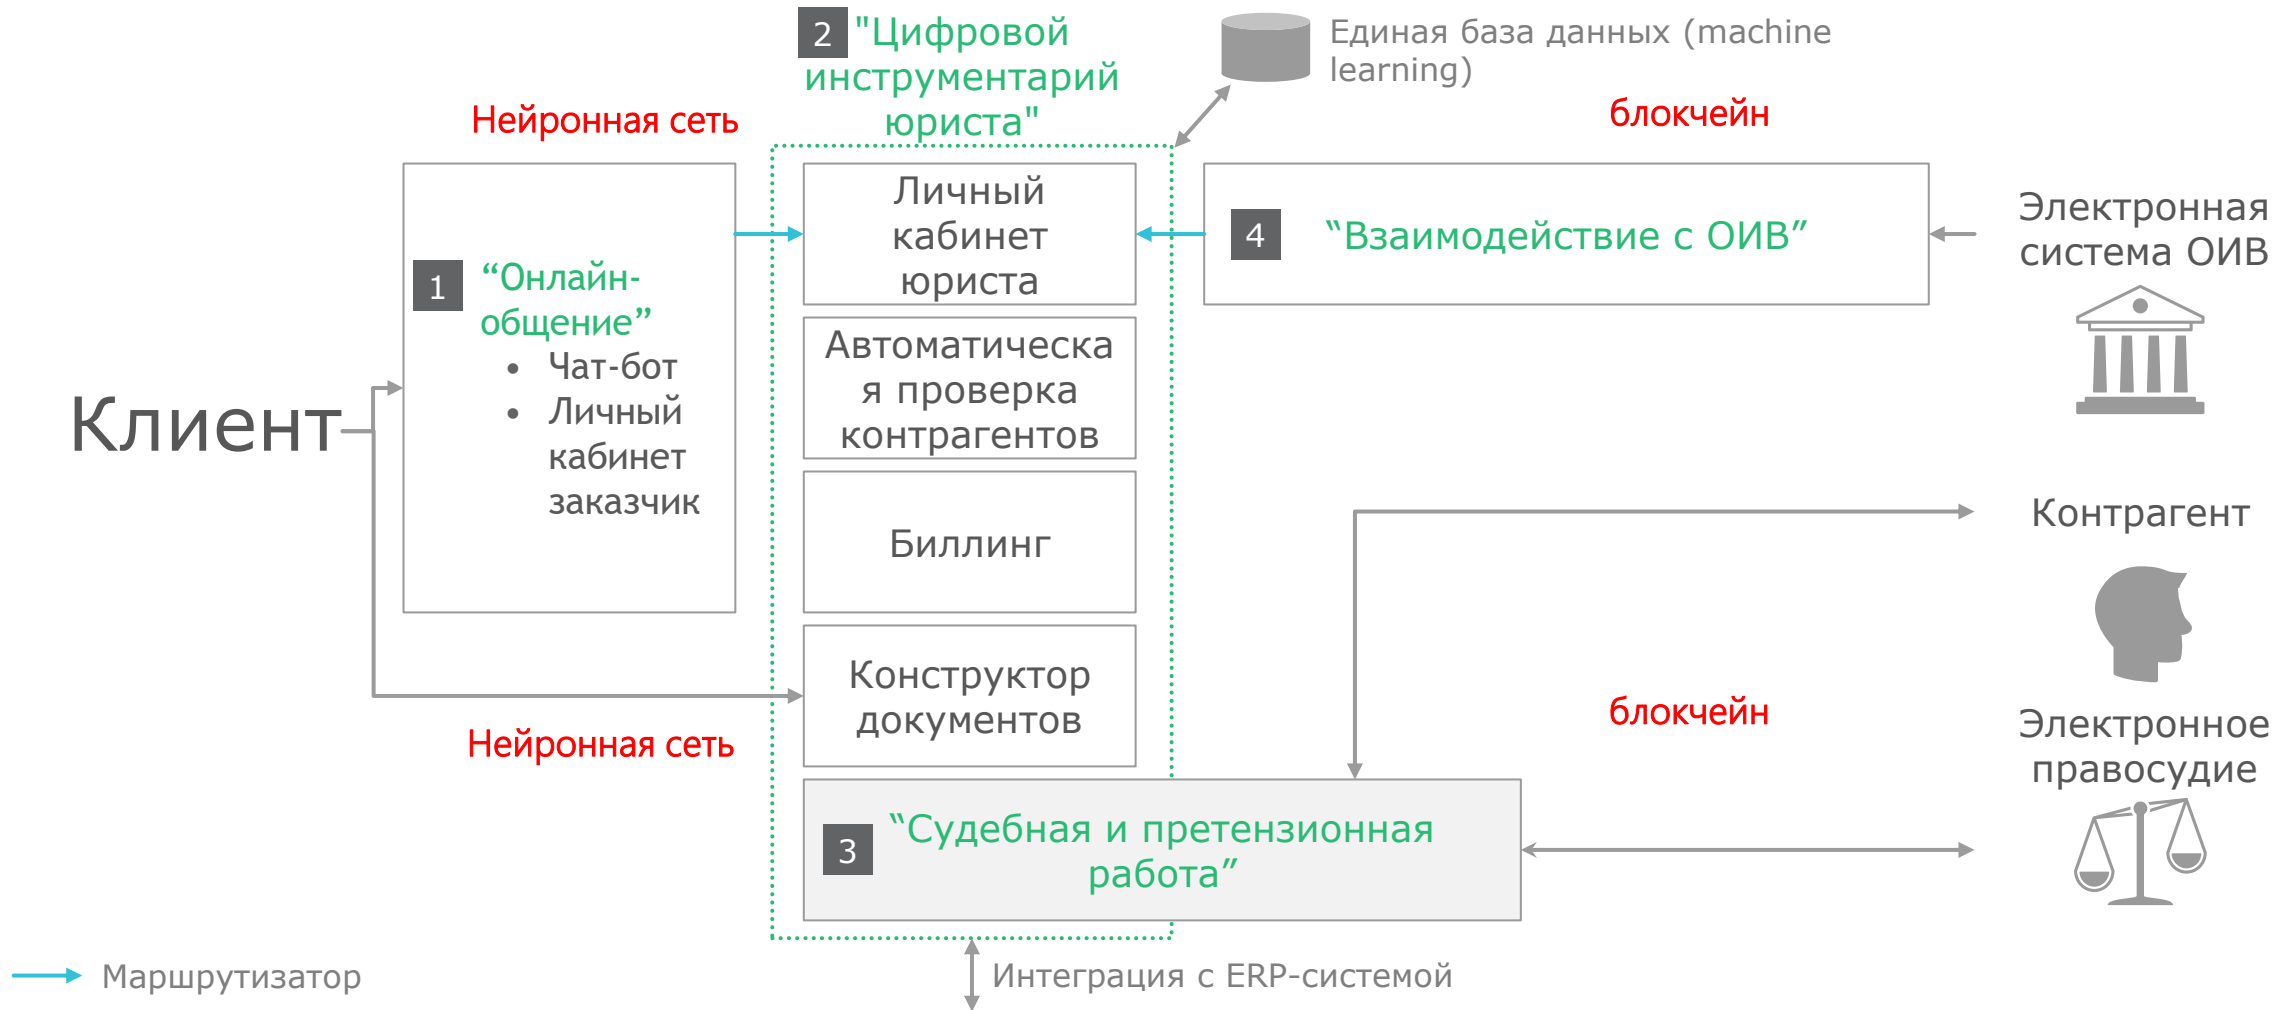 2 "Цифровой
инструментарий
юриста"
Единая база данных (machine
learning)
Нейронная сеть
блокчейн
Клиент
1 “Онлайн-
общение”
• Чат-бот
• Личный
кабинет
заказчик
Личный
кабинет
юриста
Автоматическа
я проверка
контрагентов
Биллинг
Конструктор
документов
Нейронная сеть
4 “Взаимодействие с ОИВ”
Электронная
система ОИВ
Контрагент
блокчейн
Электронное
правосудие
3 “Судебная и претензионная
работа”
Маршрутизатор
Интеграция с ERP-системой